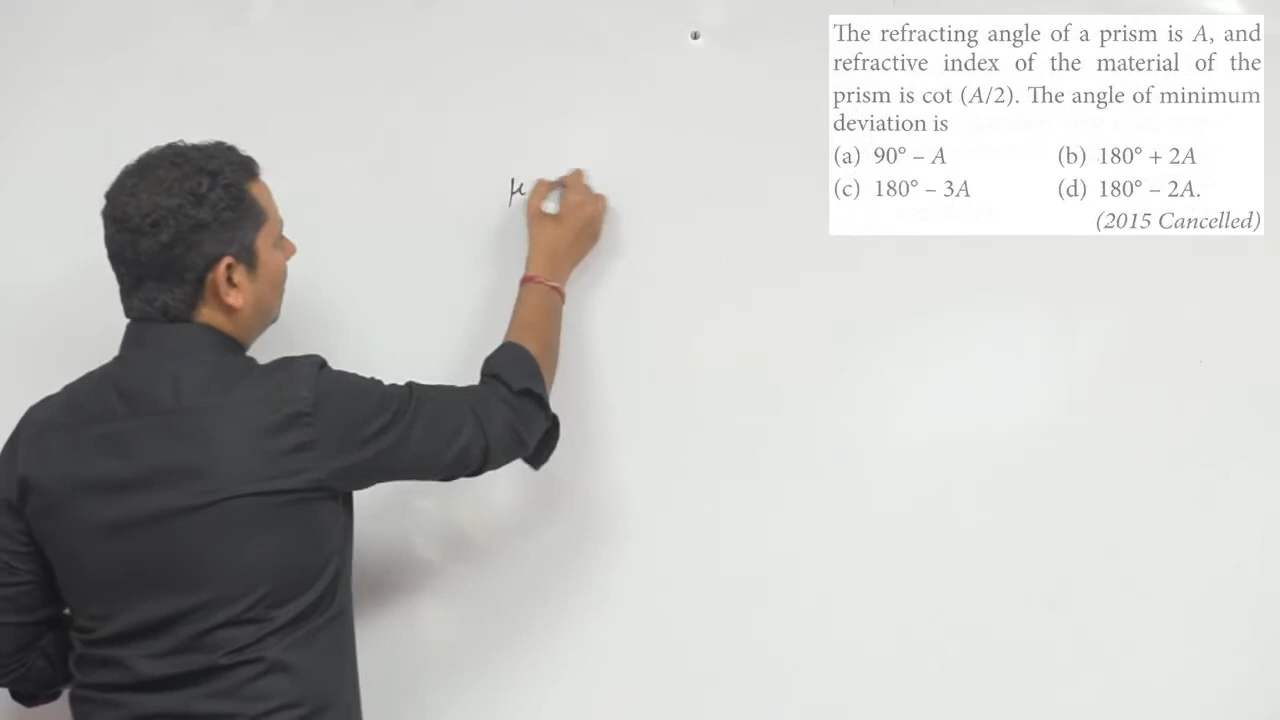 The refracting angle of a prism is A, and
refractive index of the material of the
prism is cot (A/2). The angle of minimum
deviation is
(a) 90° – A (b) 180° + 2A
(c) 180° – 3A (d) 180° – 2A.
(2015 Cancelled)
μ